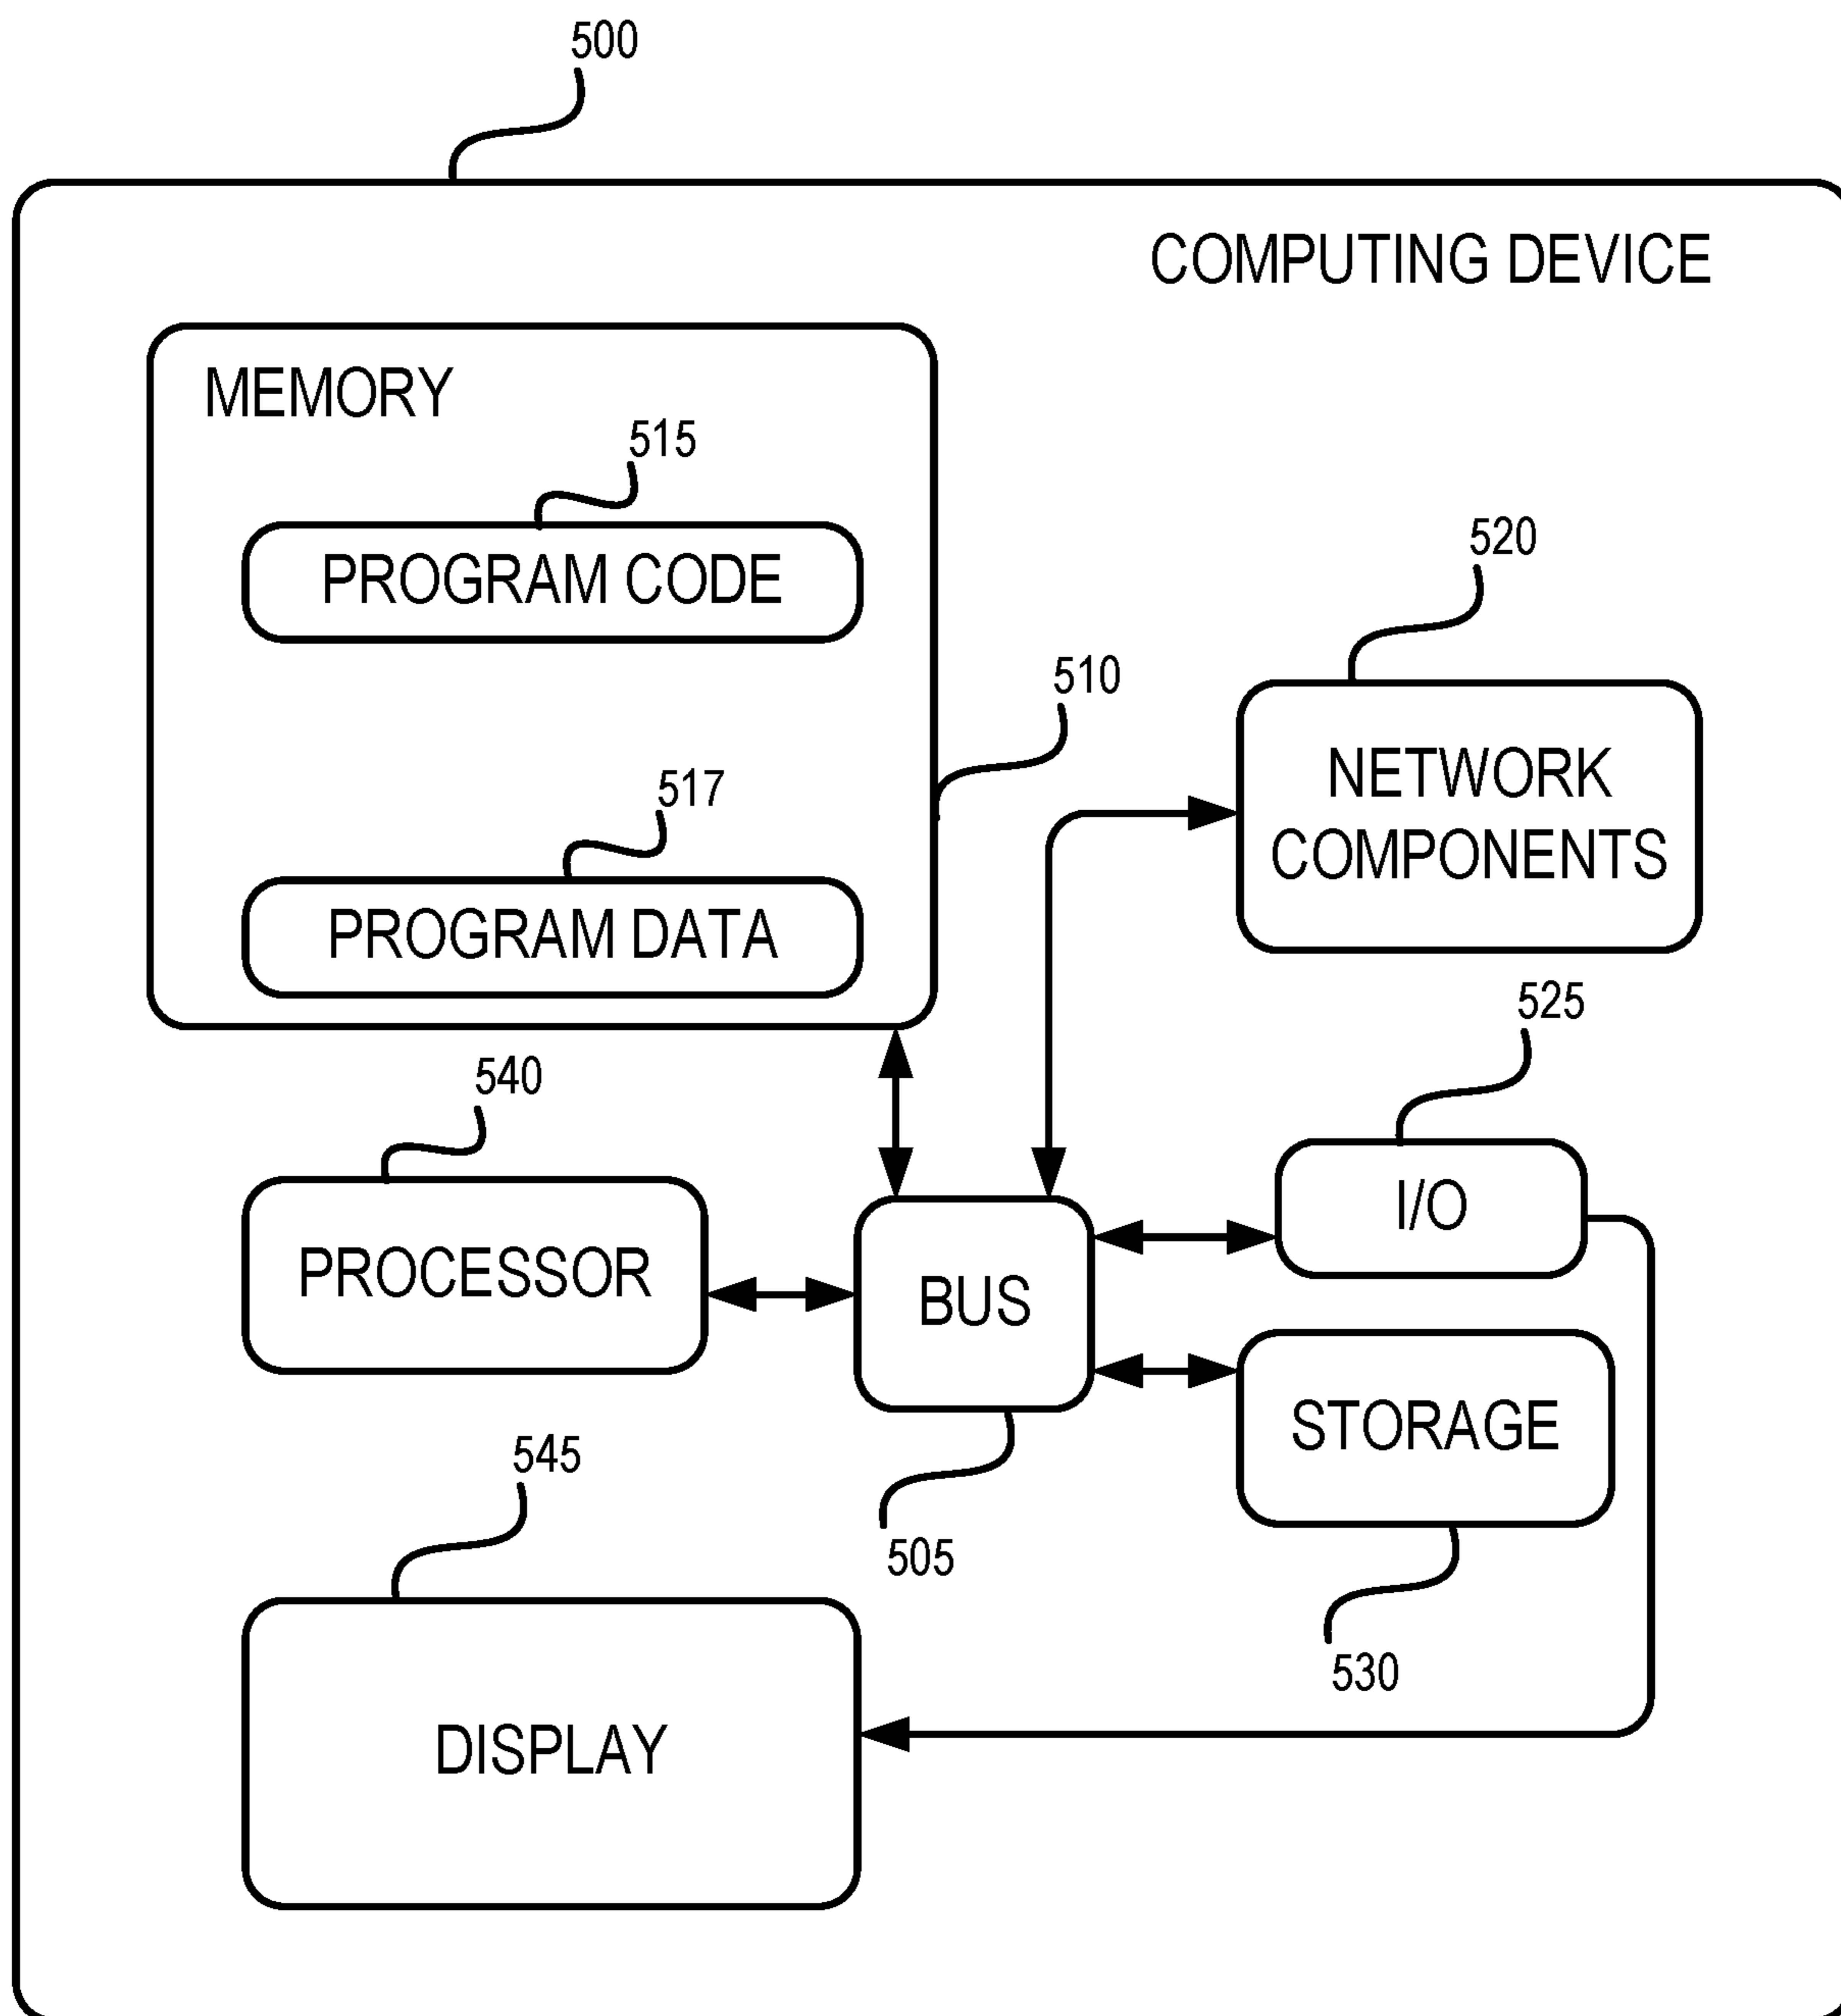 500
COMPUTING DEVICE
MEMORY
515
PROGRAM CODE
520
510
NETWORK
COMPONENTS
517
PROGRAM DATA
525
540
I/O
PROCESSOR
BUS
STORAGE
545
505
530
DISPLAY